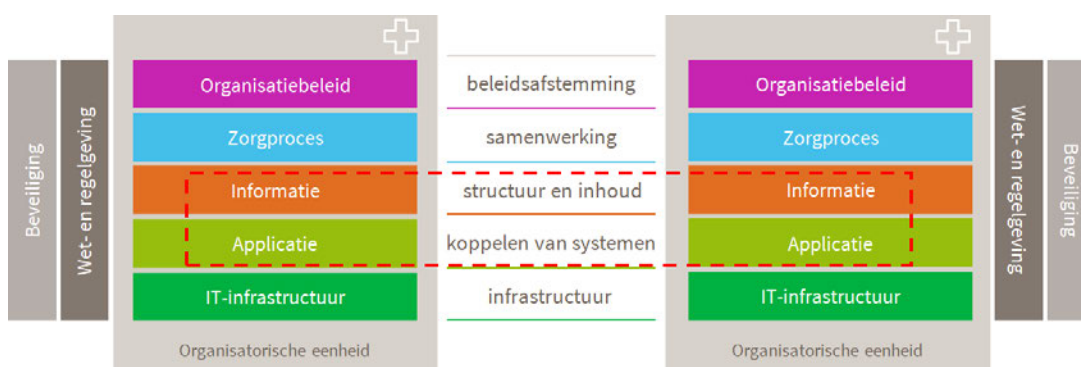 Beveiliging
Wet- en regelgeving
Organisatiebeleid
beleidsafstemming
Organisatiebeleid
Zorgproces
samenwerking
Zorgproces
Informatie
structuur en inhoud
Informatie
Applicatie
koppelen van systemen
Applicatie
IT-infrastructuur
infrastructuur
IT-infrastructuur
Organisatorische eenheid
Organisatorische eenheid
Wet- en regelgeving
Beveiliging